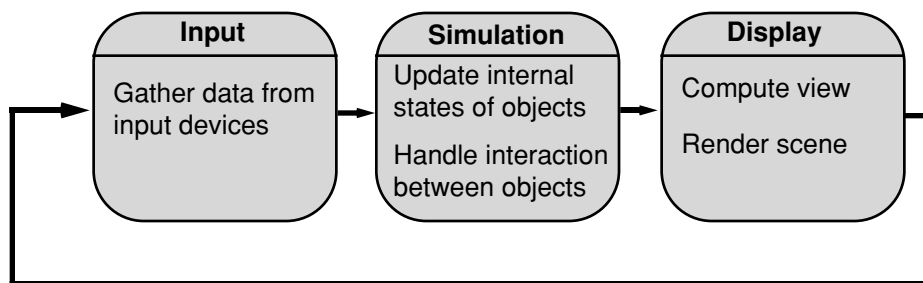 Input
Gather data from
input devices
Simulation
Update internal
states of objects
Handle interaction
between objects
Display
Compute view
Render scene